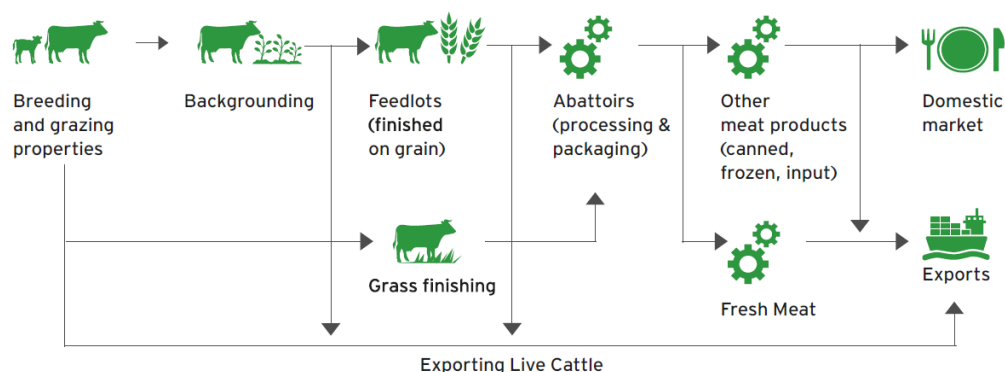 Breeding
and grazing
properties
Backgrounding
Feedlots
(finished
on grain)
Abattoirs
(processing &
packaging)
Other
meat products
(canned,
frozen, input)
Domestic
market
Grass finishing
Fresh Meat
Exports
Exporting Live Cattle